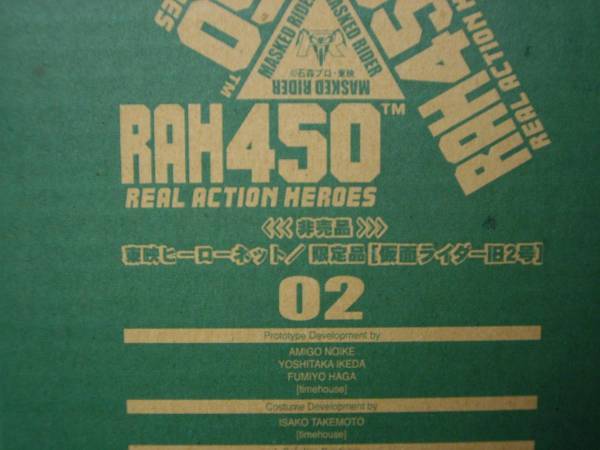 MASKED RIDER
MASKED RIDER
MASKED RIDER
©石森プロ・東映
RAH450™
REAL ACTION HEROES
RAH45
REAL ACTION H
TM
<<< 非売品 >>>
東映ヒーローネット／ 限定品 [仮面ライダー旧2号]
02
Prototype Development by
AMIGO NOIKE
YOSHITAKA IKEDA
FUMIYO HAGA
[timehouse]
Costume Development by
ISAKO TAKEMOTO
[timehouse]